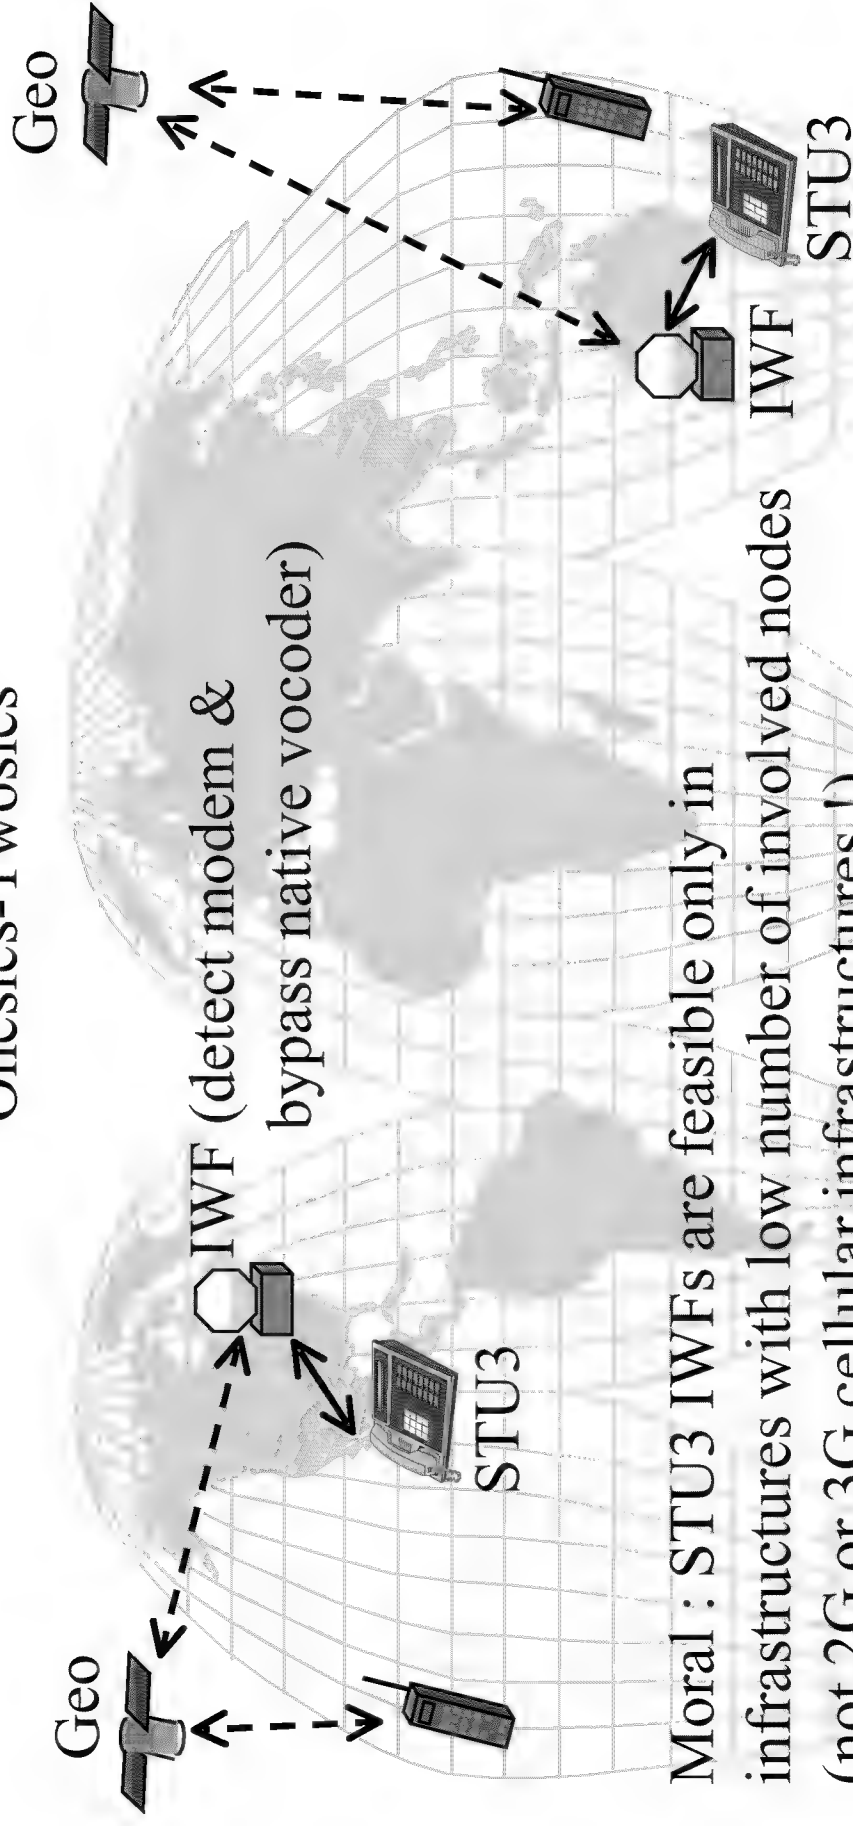 Onesies-Twosies
Geo
Geo
IWF (detect modem &
bypass native vocoder)
STU3
IWF
STU3
Moral : STU3 IWFs are feasible only in
infrastructures with low number of involved nodes
(not 2G or 3G cellular infrastructures !)